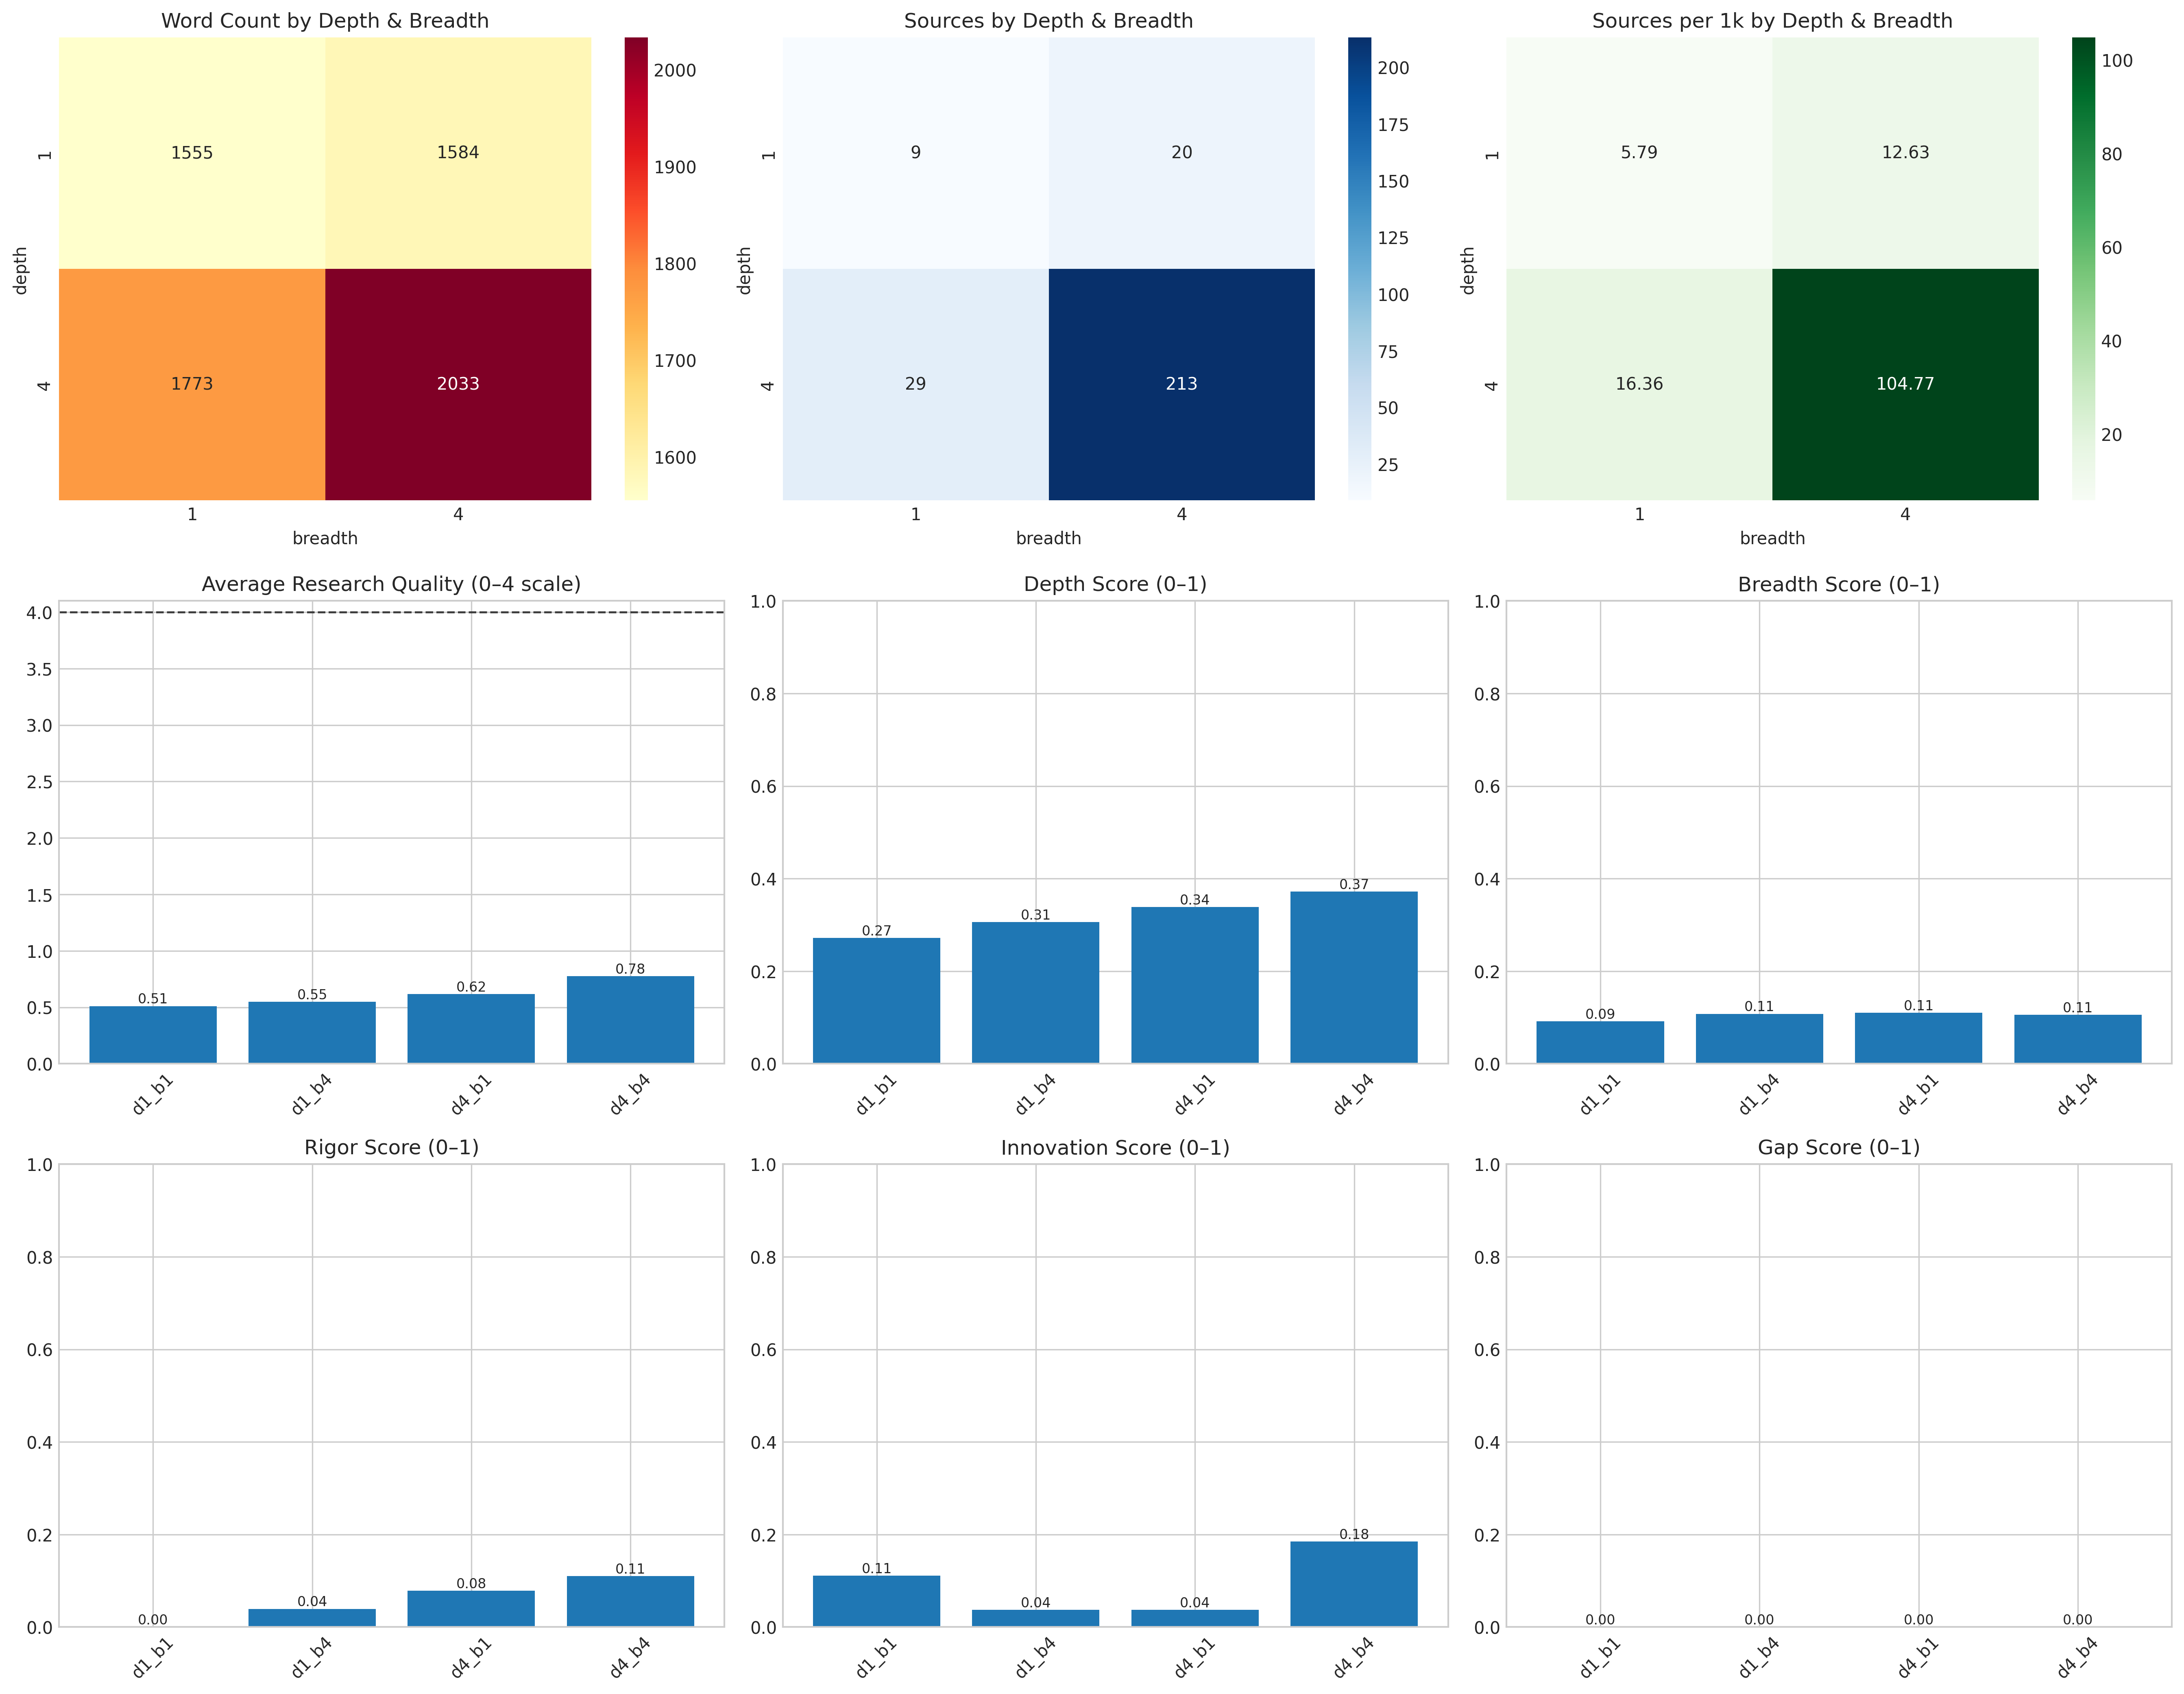 Word Count by Depth & Breadth
1555
1584
1773
2033
1
4
depth
1
4
breadth
2000
1900
1800
1700
1600
Sources by Depth & Breadth
9
20
29
213
1
4
depth
1
4
breadth
200
175
150
125
100
75
50
25
Sources per 1k by Depth & Breadth
5.79
12.63
16.36
104.77
1
4
depth
1
4
breadth
100
80
60
40
20
Average Research Quality (0–4 scale)
4.0
3.5
3.0
2.5
2.0
1.5
1.0
0.5
0.0
0.51
0.55
0.62
0.78
d1_b1
d1_b4
d4_b1
d4_b4
Depth Score (0–1)
1.0
0.8
0.6
0.4
0.2
0.0
0.27
0.31
0.34
0.37
d1_b1
d1_b4
d4_b1
d4_b4
Breadth Score (0–1)
1.0
0.8
0.6
0.4
0.2
0.0
0.09
0.11
0.11
0.11
d1_b1
d1_b4
d4_b1
d4_b4
Rigor Score (0–1)
1.0
0.8
0.6
0.4
0.2
0.0
0.00
0.04
0.08
0.11
d1_b1
d1_b4
d4_b1
d4_b4
Innovation Score (0–1)
1.0
0.8
0.6
0.4
0.2
0.0
0.11
0.04
0.04
0.18
d1_b1
d1_b4
d4_b1
d4_b4
Gap Score (0–1)
1.0
0.8
0.6
0.4
0.2
0.0
0.00
0.00
0.00
0.00
d1_b1
d1_b4
d4_b1
d4_b4